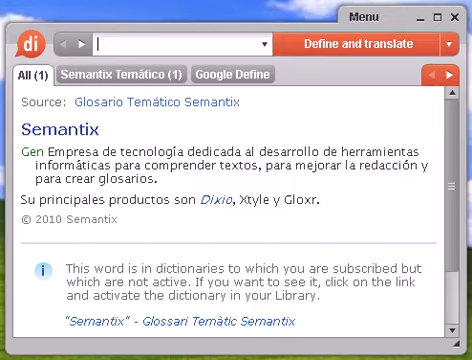 Menu
di
Define and translate
All (1)
Semantix Temático (1)
Google Define
Source: Glosario Temático Semantix
Semantix
Gen Empresa de tecnología dedicada al desarrollo de herramientas
informáticas para comprender textos, para mejorar la redacción y
para crear glosarios.
Su principales productos son Dixio, Xtyle y Gloxr.
© 2010 Semantix
i
This word is in dictionaries to which you are subscribed but
which are not active. If you want to see it, click on the link
and activate the dictionary in your Library.
"Semantix" - Glossari Temàtic Semantix